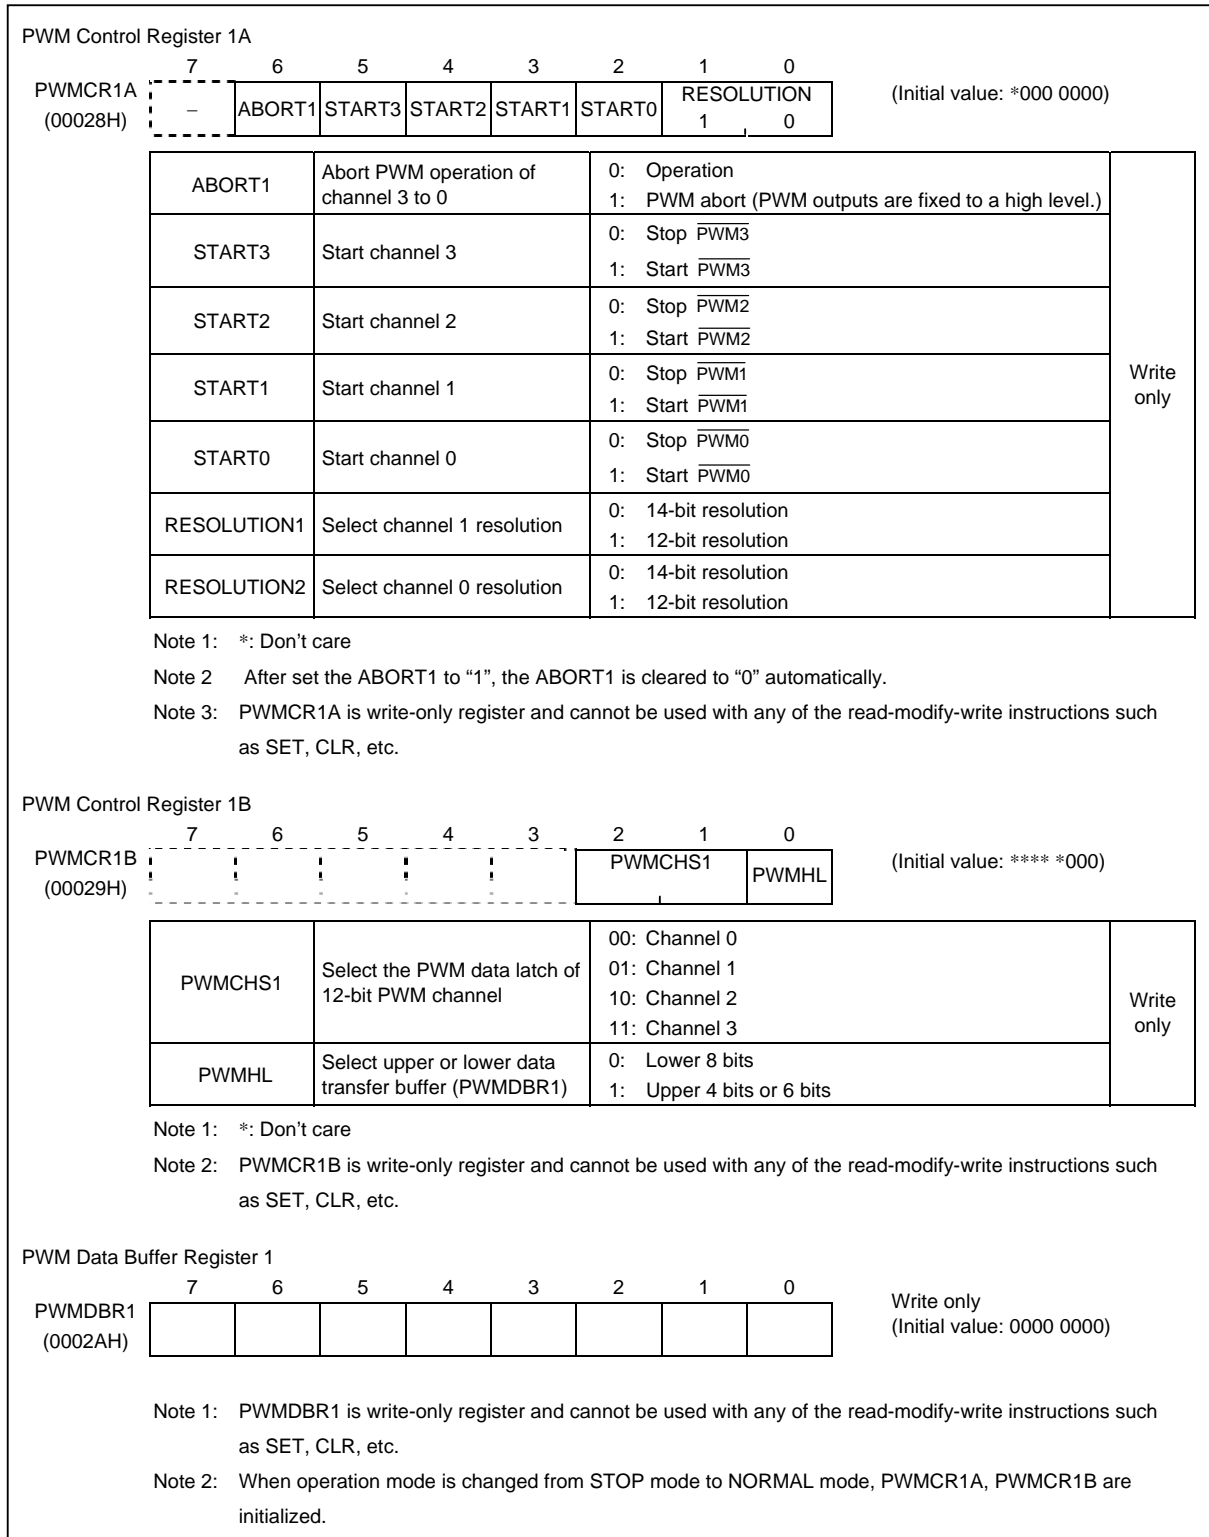 PWM Control Register 1A
7 6 5 4 3 2 1 0
PWMCR1A
(00028H)
– ABORT1 START3 START2 START1 START0 RESOLUTION
1 0
(Initial value: *000 0000)
ABORT1
Abort PWM operation of
channel 3 to 0
0: Operation
1: PWM abort (PWM outputs are fixed to a high level.)
START3
Start channel 3
0: Stop PWM3
1: Start PWM3
START2
Start channel 2
0: Stop PWM2
1: Start PWM2
START1
Start channel 1
0: Stop PWM1
1: Start PWM1
START0
Start channel 0
0: Stop PWM0
1: Start PWM0
RESOLUTION1
Select channel 1 resolution
0: 14-bit resolution
1: 12-bit resolution
RESOLUTION2
Select channel 0 resolution
0: 14-bit resolution
1: 12-bit resolution
Write
only
Note 1: *: Don't care
Note 2 After set the ABORT1 to “1”, the ABORT1 is cleared to “0” automatically.
Note 3: PWMCR1A is write-only register and cannot be used with any of the read-modify-write instructions such
as SET, CLR, etc.
PWM Control Register 1B
7 6 5 4 3 2 1 0
PWMCR1B
(00029H)
PWMCHS1 PWMHL
(Initial value: **** *000)
PWMCHS1
Select the PWM data latch of
12-bit PWM channel
00: Channel 0
01: Channel 1
10: Channel 2
11: Channel 3
PWMHL
Select upper or lower data
transfer buffer (PWMDBR1)
0: Lower 8 bits
1: Upper 4 bits or 6 bits
Write
only
Note 1: *: Don't care
Note 2: PWMCR1B is write-only register and cannot be used with any of the read-modify-write instructions such
as SET, CLR, etc.
PWM Data Buffer Register 1
7 6 5 4 3 2 1 0
PWMDBR1
(0002AH)
Write only
(Initial value: 0000 0000)
Note 1: PWMDBR1 is write-only register and cannot be used with any of the read-modify-write instructions such
as SET, CLR, etc.
Note 2: When operation mode is changed from STOP mode to NORMAL mode, PWMCR1A, PWMCR1B are
initialized.